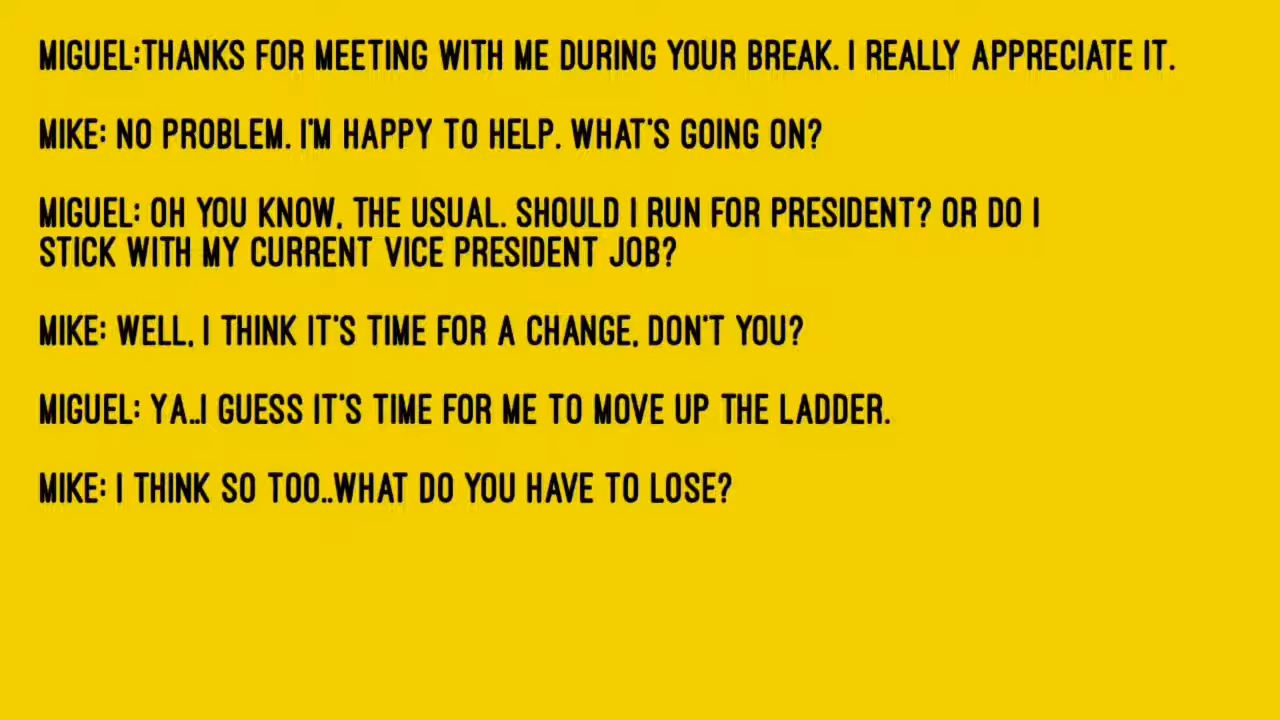 MIGUEL:THANKS FOR MEETING WITH ME DURING YOUR BREAK. I REALLY APPRECIATE IT.
MIKE: NO PROBLEM. I'M HAPPY TO HELP. WHAT'S GOING ON?
MIGUEL: OH YOU KNOW, THE USUAL. SHOULD I RUN FOR PRESIDENT? OR DO I
STICK WITH MY CURRENT VICE PRESIDENT JOB?
MIKE: WELL, I THINK IT'S TIME FOR A CHANGE, DON'T YOU?
MIGUEL: YA..I GUESS IT'S TIME FOR ME TO MOVE UP THE LADDER.
MIKE: I THINK SO TOO..WHAT DO YOU HAVE TO LOSE?